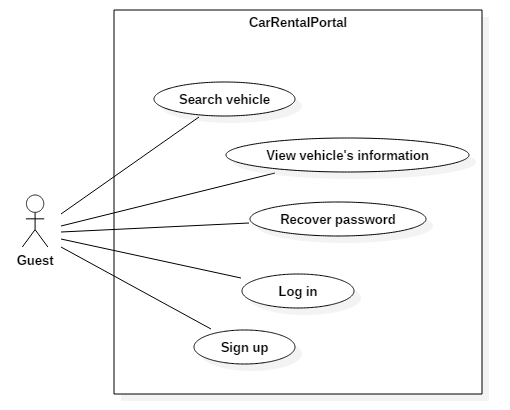 CarRentalPortal
Search vehicle
View vehicle's information
Recover password
Guest
Log in
Sign up